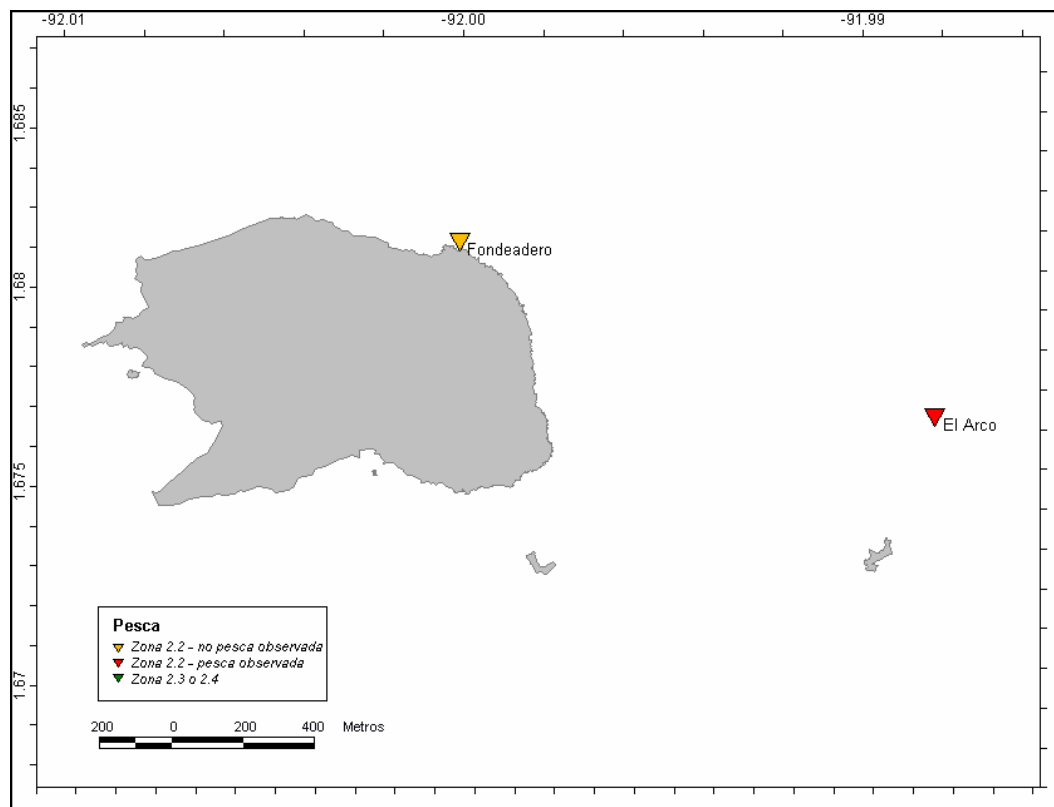 -92.01
-92.00
-91.99
1.685
1.68
1.675
1.67
Fondeadero
El Arco
Pesca
Zona 2.2 - no pesca observada
Zona 2.2 - pesca observada
Zona 2.3 o 2.4
200 0 200 400 Metros